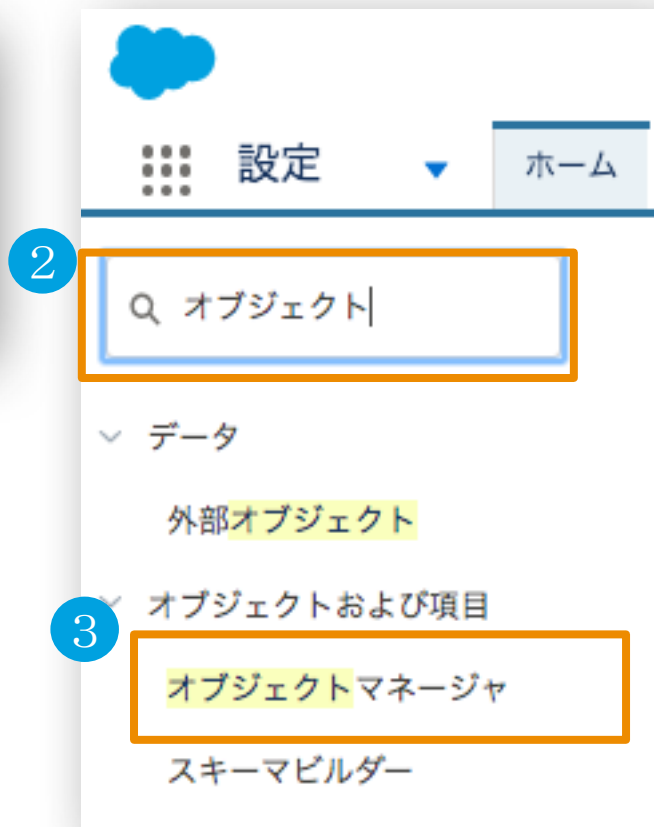 設定
ホーム
2
オブジェクト
データ
外部オブジェクト
オブジェクトおよび項目
3
オブジェクトマネージャ
スキーマビルダー